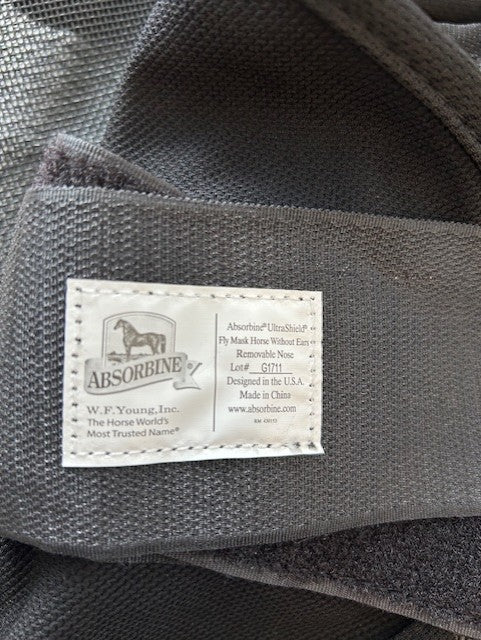 ABSORBINE®
W.F. Young, Inc.
The Horse World's
Most Trusted Name®
Absorbine® UltraShield®
Fly Mask Horse Without Ears
Removable Nose
Lot# G1711
Designed in the U.S.A.
Made in China
www.absorbine.com